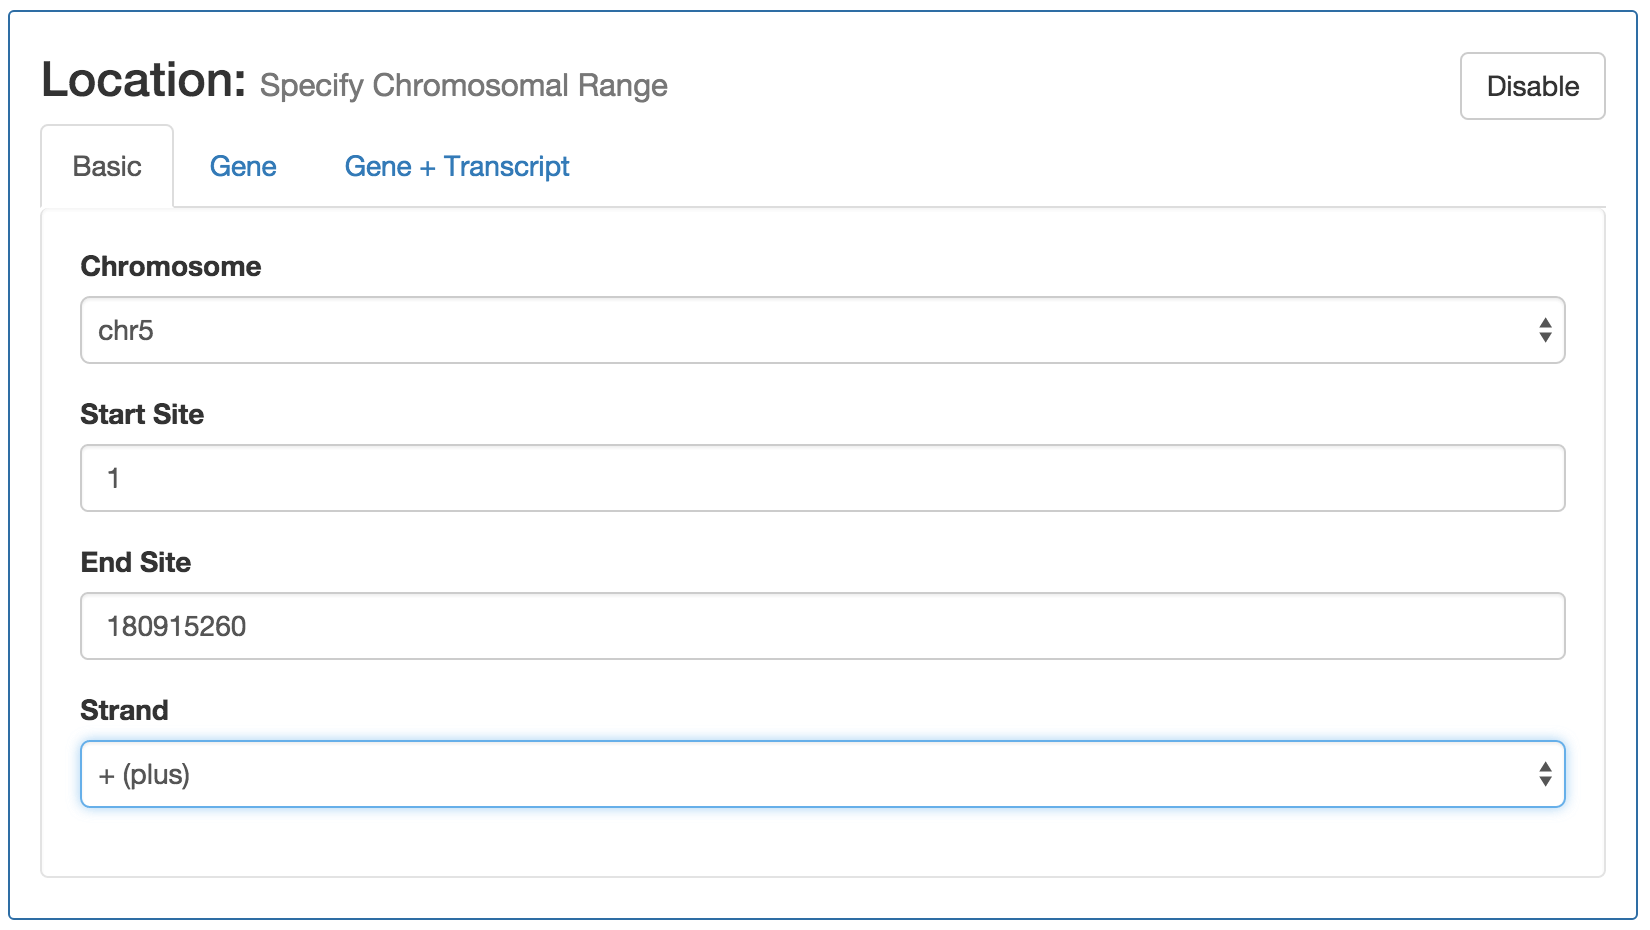 Location: Specify Chromosomal Range
Disable
Basic Gene Gene + Transcript
Chromosome
chr5
Start Site
1
End Site
180915260
Strand
+ (plus)